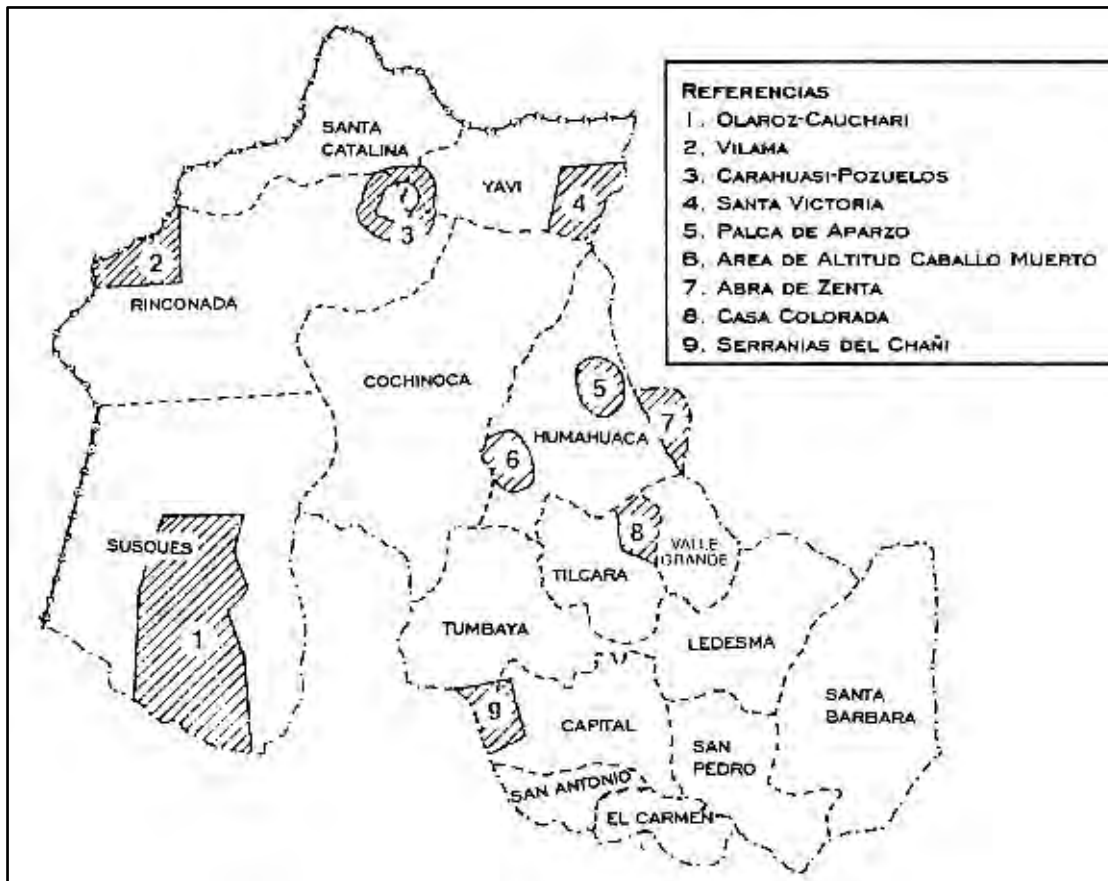 REFERENCIAS
1. OLAROZ-CAUCHARI
2. VILAMA
3. CARAHUASI-POZUELOS
4. SANTA VICTORIA
5. PALCA DE APARZO
6. AREA DE ALTITUD CABALLO MUERTO
7. ABRA DE ZENTA
8. CASA COLORADA
9. SERRANIAS DEL CHAÑI
SANTA
CATALINA
YAVI
4
3
2
RINCONADA
COCHINOCA
5
7
HUMAHUACA
6
SUSQUES
8
VALLE
GRANDE
TILCARA
1
TUMBAYA
LEDESMA
9
CAPITAL
SANTA
BARBARA
SAN
PEDRO
SAN ANTONIO
EL CARMEN